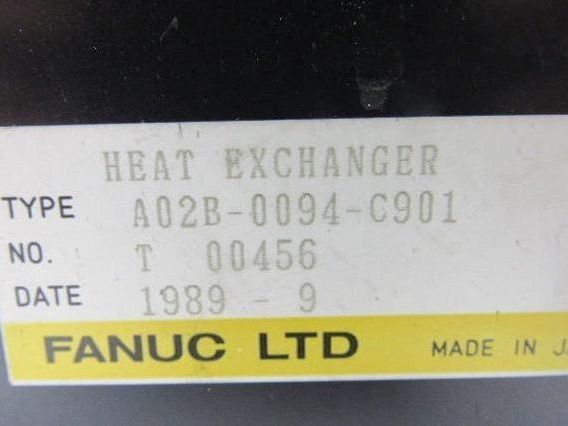 HEAT EXCHANGER
TYPE A02B-0094-C901
NO. T 00456
DATE 1989 - 9
FANUC LTD MADE IN